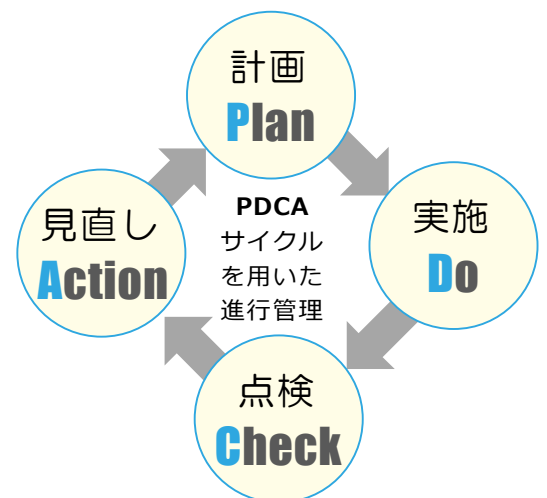 計画
Plan
実施
Do
点検
Check
見直し
Action
PDCA
サイクル
を用いた
進行管理